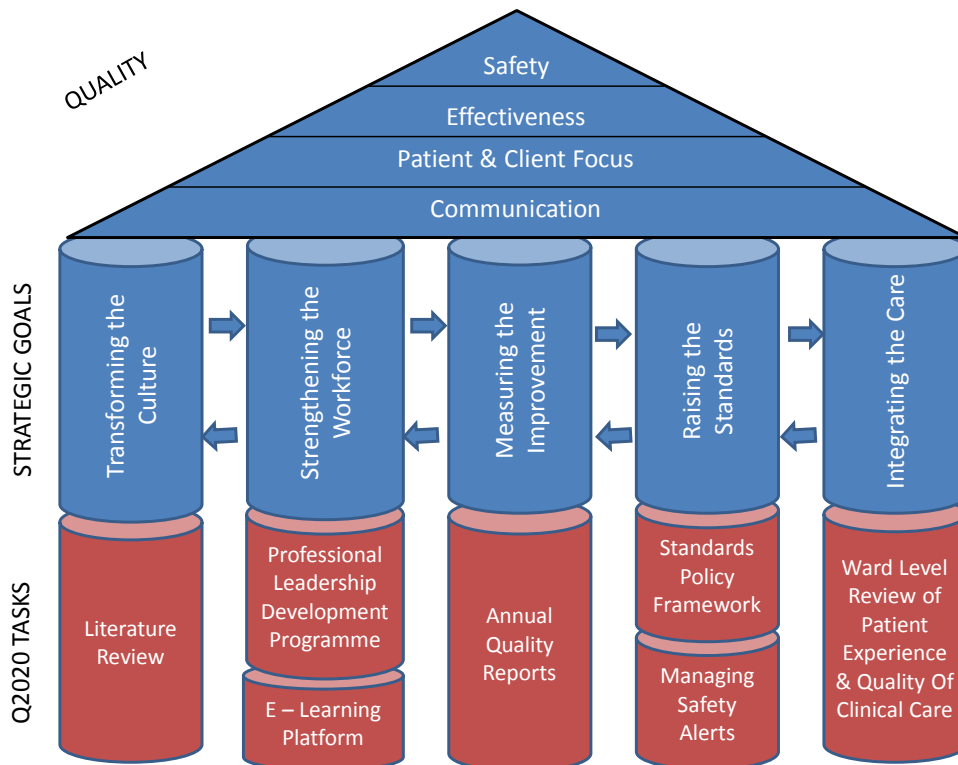 QUALITY
Safety
Effectiveness
Patient & Client Focus
Communication
STRATEGIC GOALS
Transforming the
Culture
Strengthening the
Workforce
Measuring the
Improvement
Raising the
Standards
Integrating the Care
Q2020 TASKS
Literature
Review
Professional
Leadership
Development
Programme
E – Learning
Platform
Annual
Quality
Reports
Standards
Policy
Framework
Managing
Safety
Alerts
Ward Level
Review of
Patient
Experience
& Quality Of
Clinical Care